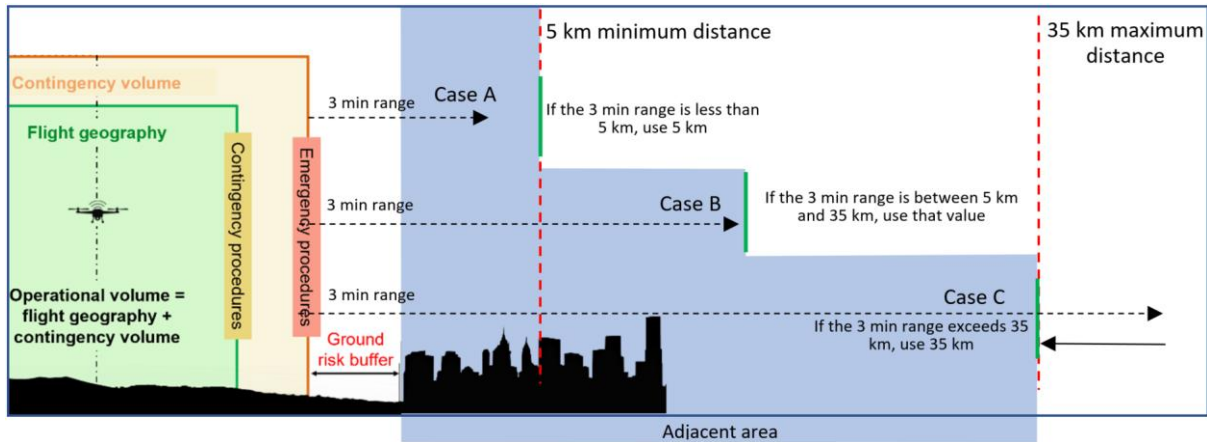 5 km minimum distance
35 km maximum
distance
Contingency volume
3 min range
Case A
If the 3 min range is less than
5 km, use 5 km
Flight geography
Contingency procedures
Emergency procedures
3 min range
Case B
If the 3 min range is between 5 km
and 35 km, use that value
Operational volume =
flight geography +
contingency volume
3 min range
Case C
If the 3 min range exceeds 35
km, use 35 km
Ground
risk buffer
Adjacent area